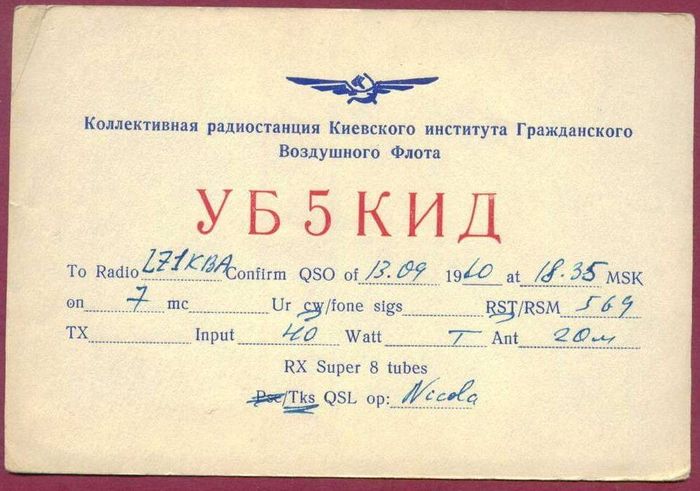 Коллективная радиостанция Киевского института Гражданского
Воздушного Флота
УБ5КИД
To Radio LZ1KBA Confirm QSO of 13.09 1960 at 18.35 MSK
on 7 mc Ur cw/fone sigs RST/RSM 569
TX Input 40 Watt T Ant 20м
RX Super 8 tubes
Pse/Tks QSL op: Nicola